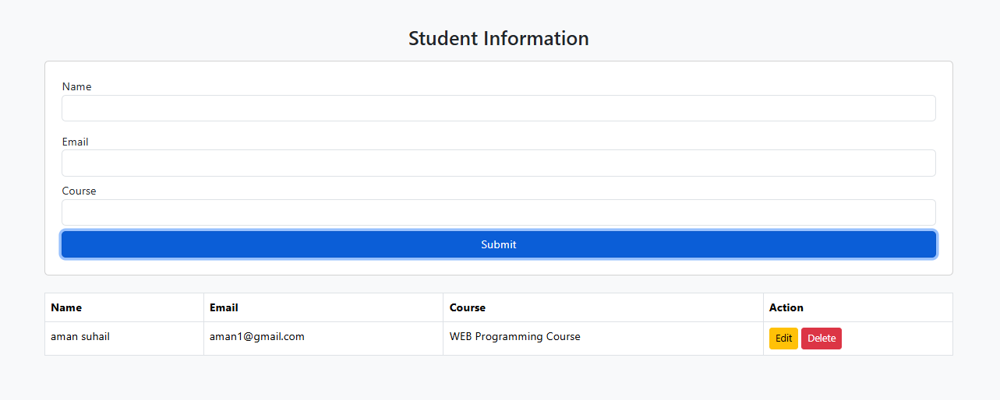 Student Information
Name
Email
Course
Submit
Name Email Course Action
aman suhail aman1@gmail.com WEB Programming Course Edit Delete